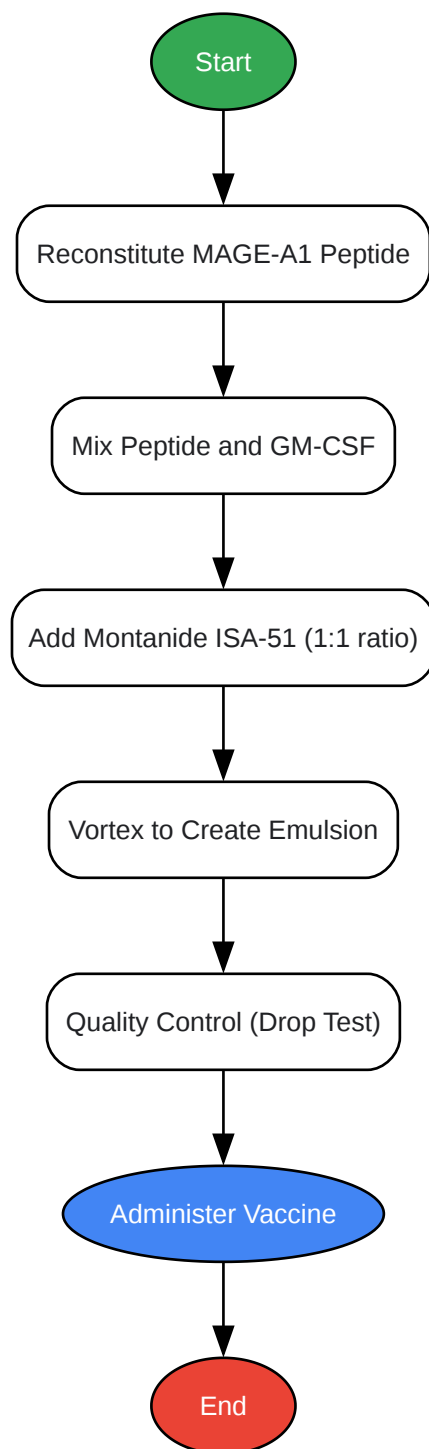 Start
Reconstitute MAGE-A1 Peptide
Mix Peptide and GM-CSF
Add Montanide ISA-51 (1:1 ratio)
Vortex to Create Emulsion
Quality Control (Drop Test)
Administer Vaccine
End